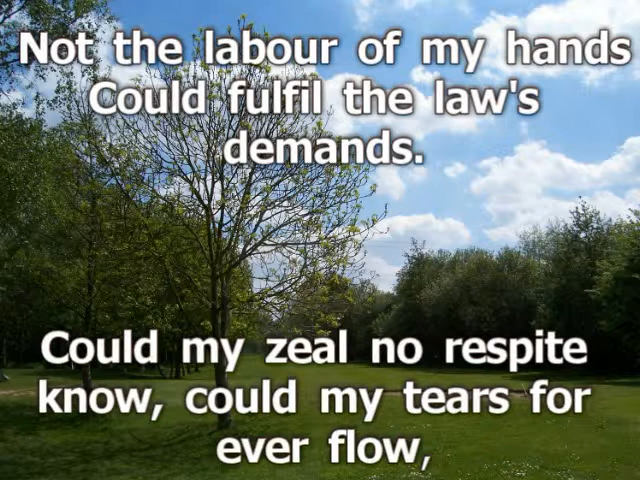 Not the labour of my hands
Could fulfil the law's
demands.
Could my zeal no respite
know, could my tears for
ever flow,